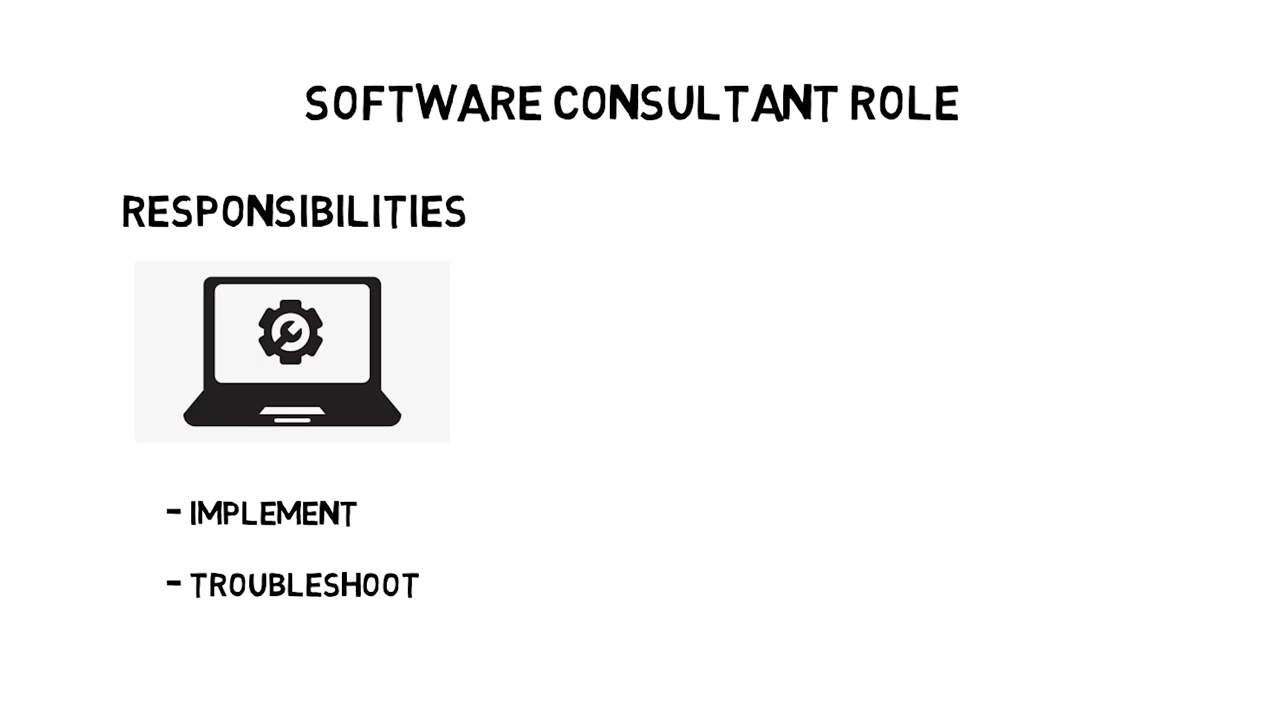 SOFTWARE CONSULTANT ROLE
RESPONSIBILITIES
- IMPLEMENT
- TROUBLESHOOT